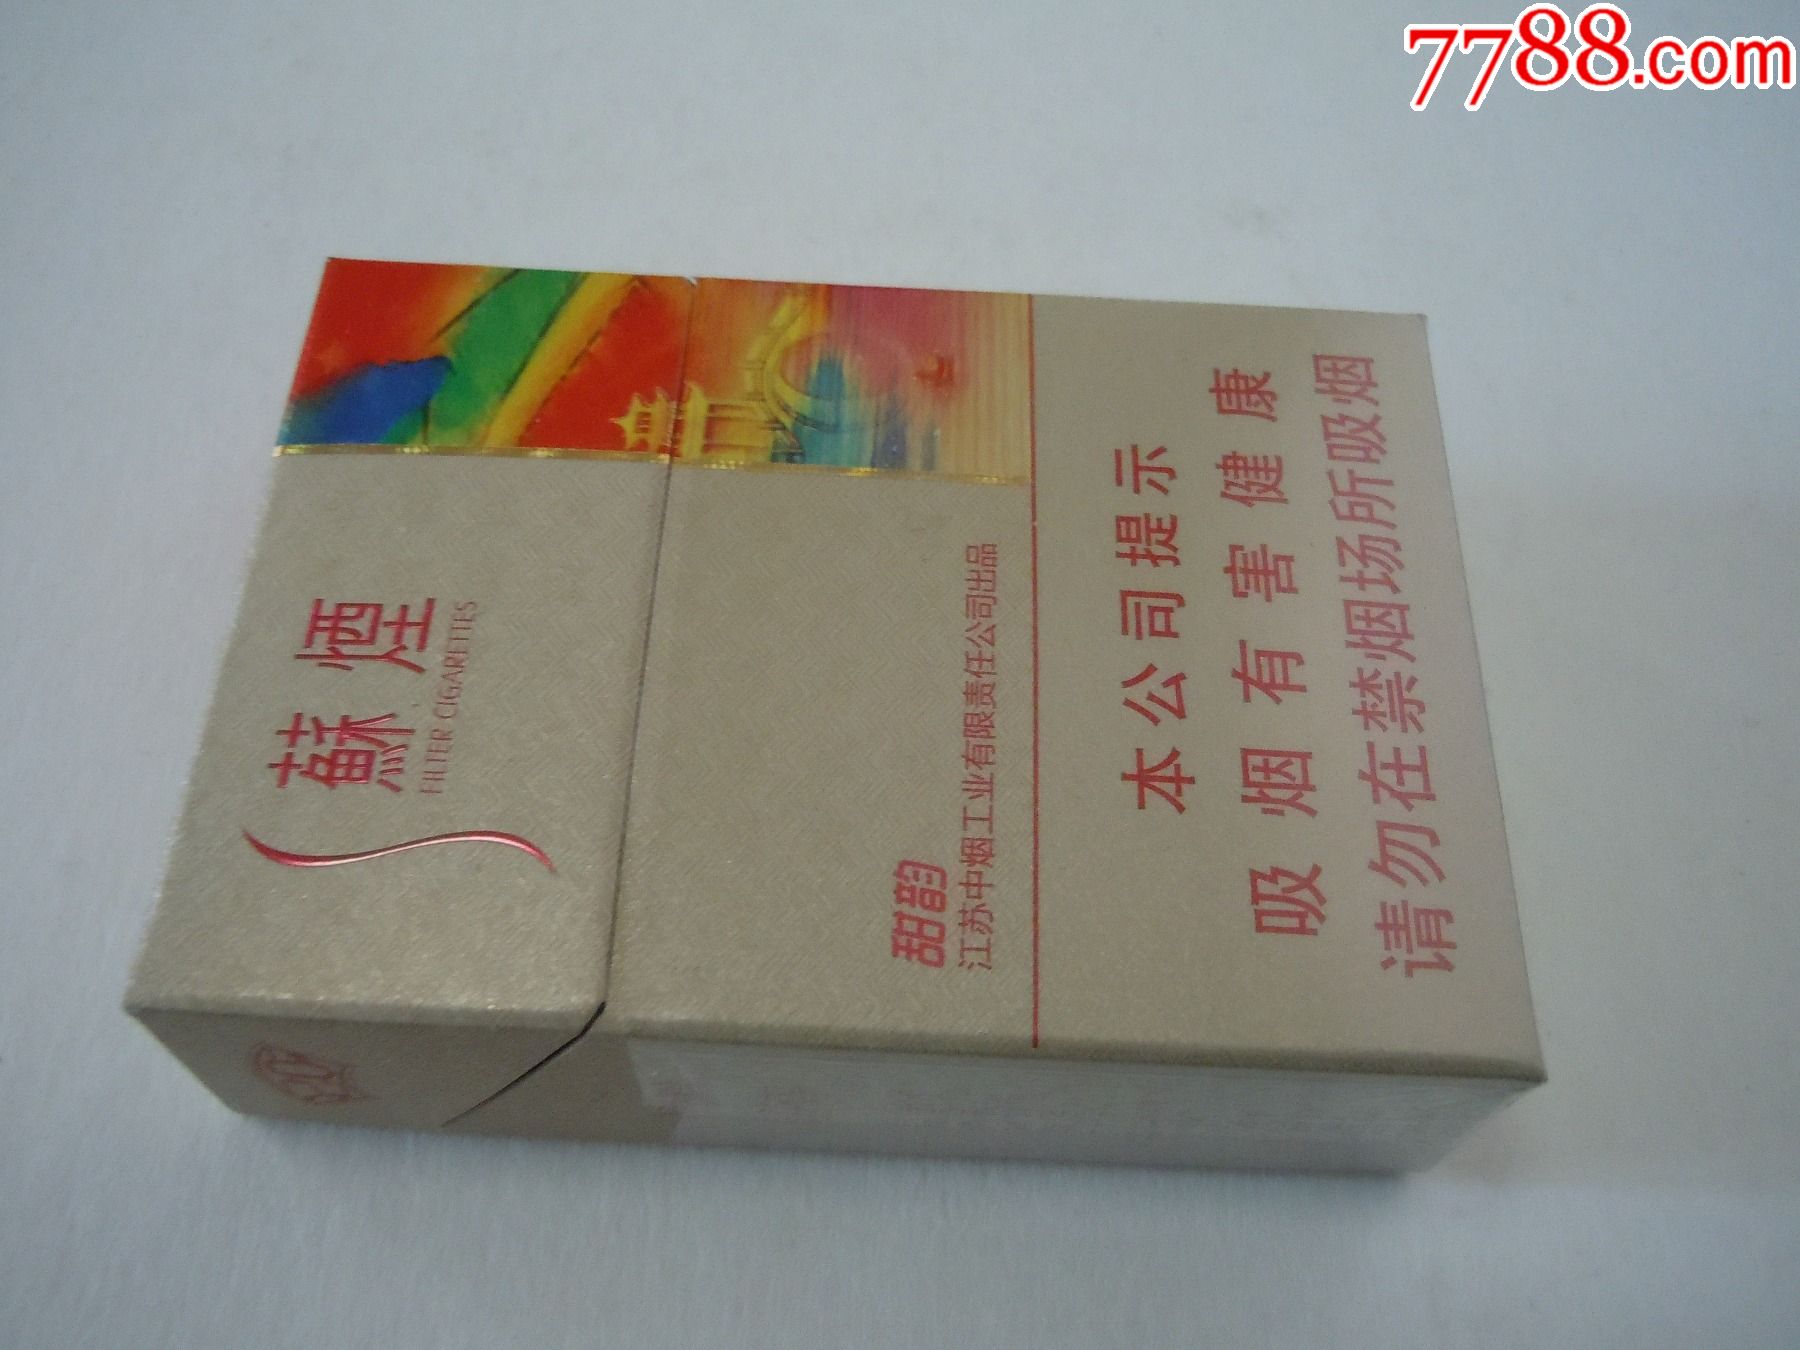 7788.com
蘇煙
FILTER CIGARETTES
甜韵
江苏中烟工业有限责任公司出品
本公司提示
吸烟有害健康
请勿在禁烟场所吸烟